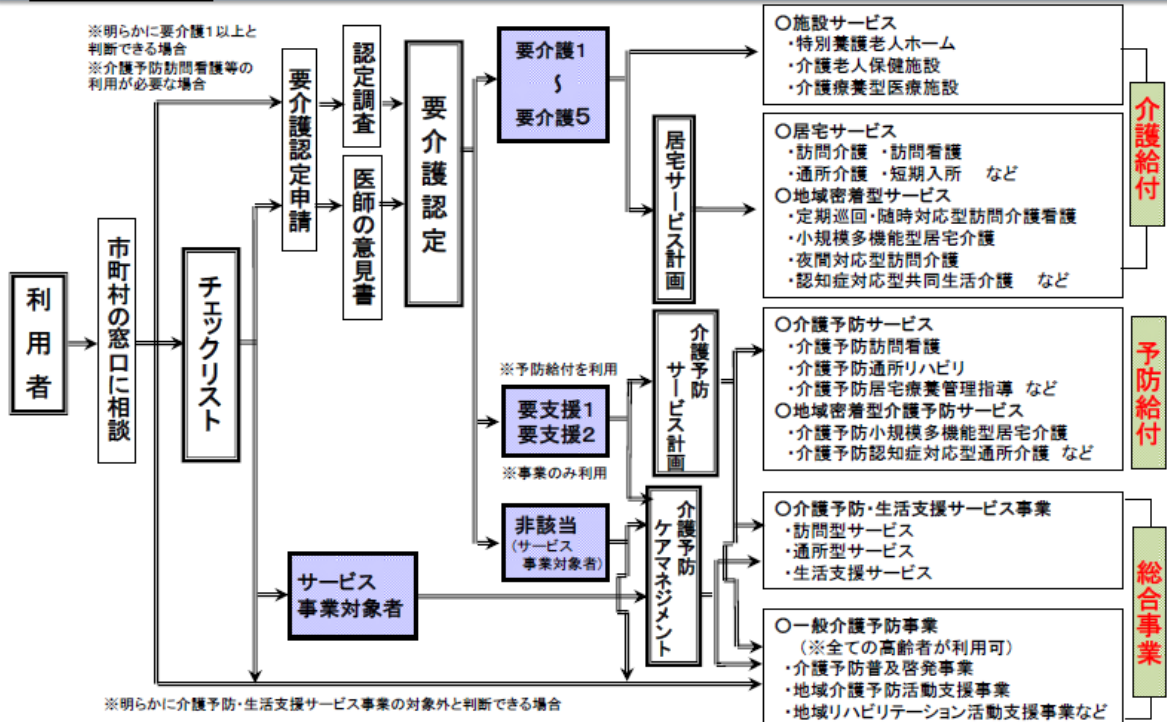 ※明らかに要介護1以上と
判断できる場合
※介護予防訪問看護等の
利用が必要な場合
利用者
市町村の窓口に相談
チェックリスト
要介護認定申請
認定調査
医師の意見書
要介護認定
要介護1
〜
要介護5
※予防給付を利用
要支援1
要支援2
※事業のみ利用
非該当
(サービス
事業対象者)
サービス
事業対象者
居宅サービス計画
介護予防
サービス計画
介護予防
ケアマネジメント
○施設サービス
・特別養護老人ホーム
・介護老人保健施設
・介護療養型医療施設
○居宅サービス
・訪問介護 ・訪問看護
・通所介護 ・短期入所 など
○地域密着型サービス
・定期巡回・随時対応型訪問介護看護
・小規模多機能型居宅介護
・夜間対応型訪問介護
・認知症対応型共同生活介護 など
介護給付
○介護予防サービス
・介護予防訪問看護
・介護予防通所リハビリ
・介護予防居宅療養管理指導 など
○地域密着型介護予防サービス
・介護予防小規模多機能型居宅介護
・介護予防認知症対応型通所介護 など
予防給付
○介護予防・生活支援サービス事業
・訪問型サービス
・通所型サービス
・生活支援サービス
○一般介護予防事業
(※全ての高齢者が利用可)
・介護予防普及啓発事業
・地域介護予防活動支援事業
・地域リハビリテーション活動支援事業など
総合事業
※明らかに介護予防・生活支援サービス事業の対象外と判断できる場合